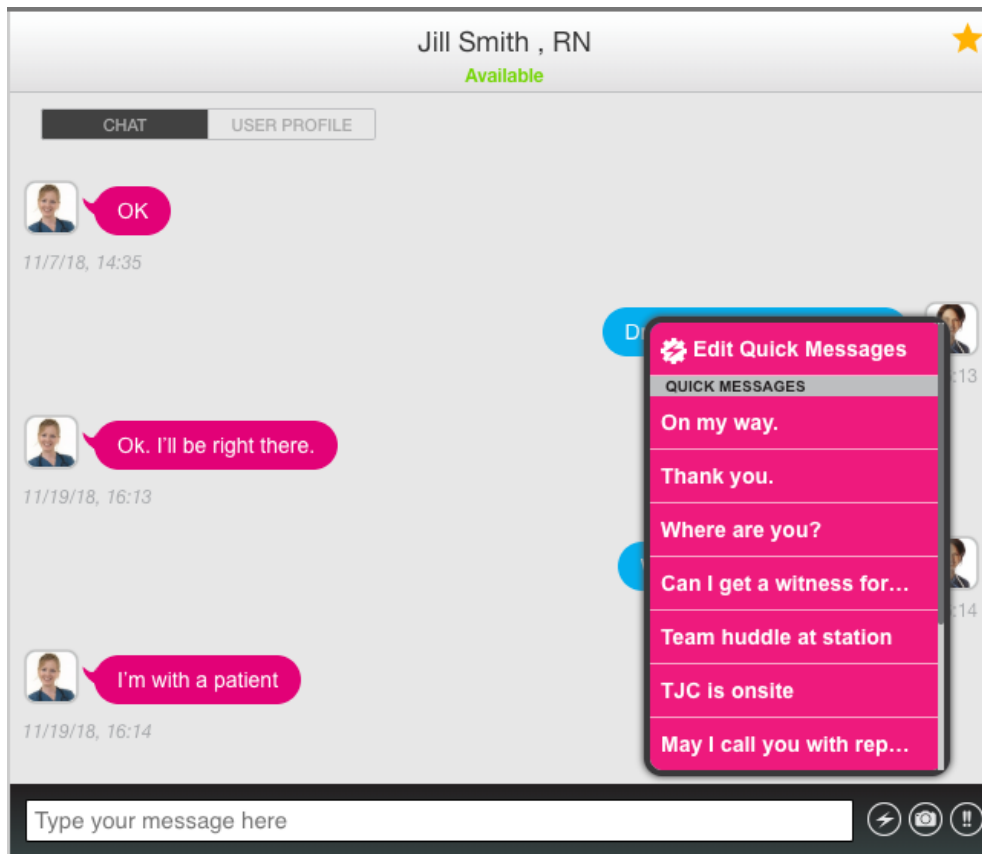 Jill Smith , RN
Available
CHAT
USER PROFILE
OK
11/7/18, 14:35
Edit Quick Messages
:13
QUICK MESSAGES
On my way.
Ok. I'll be right there.
Thank you.
11/19/18, 16:13
Where are you?
Can I get a witness for...
:14
Team huddle at station
I'm with a patient
TJC is onsite
11/19/18, 16:14
May I call you with rep...
Type your message here
!!